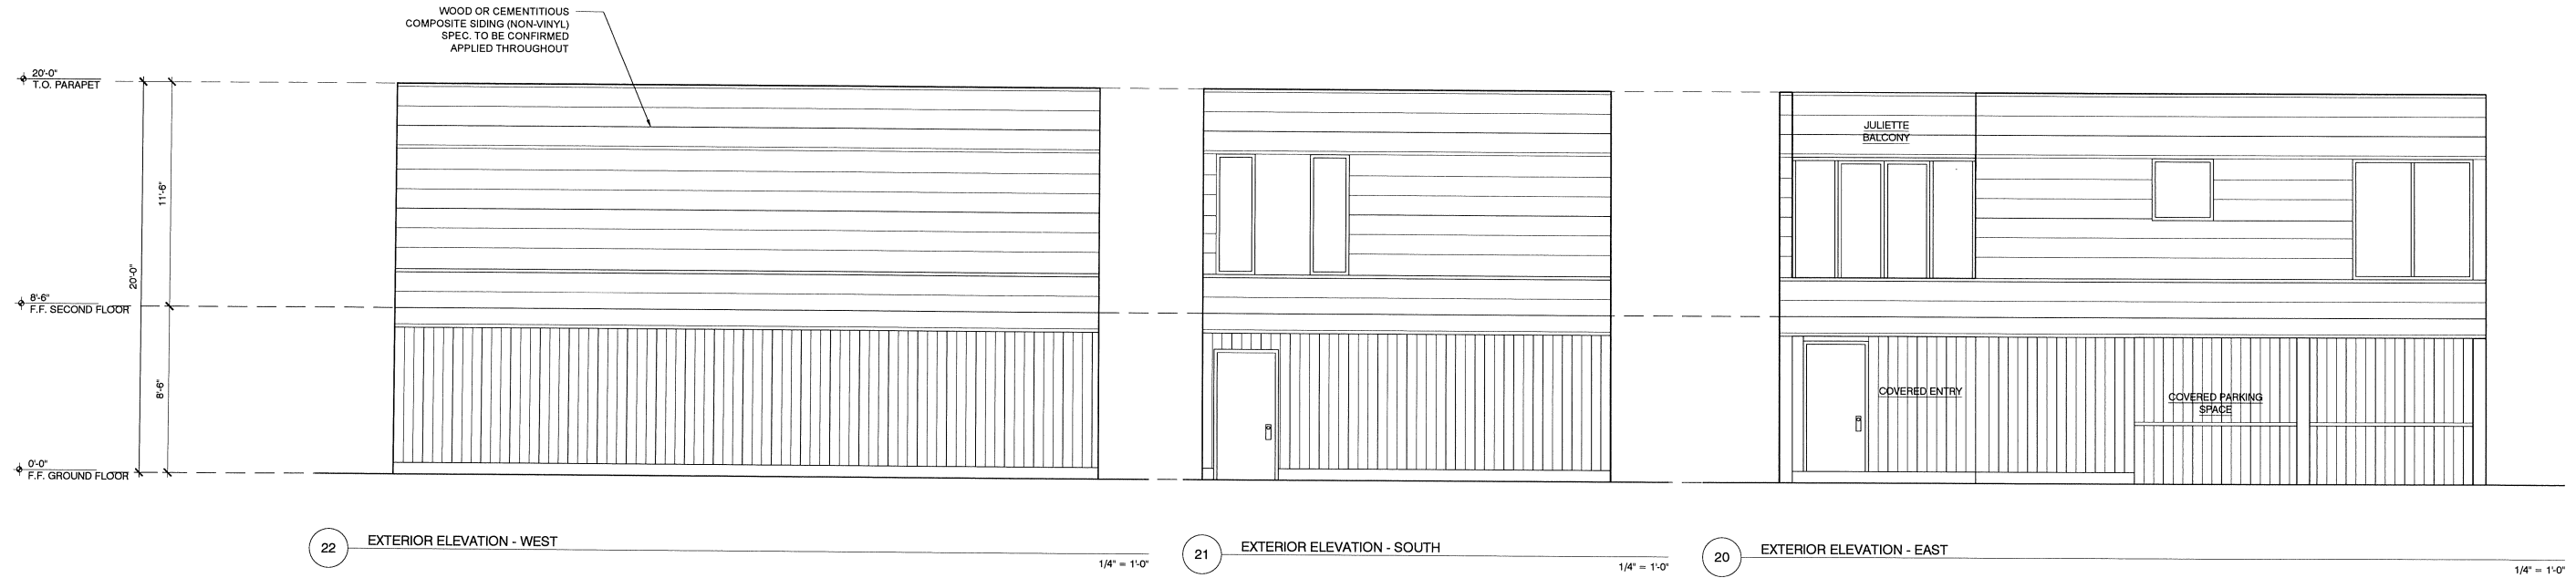 WOOD OR CEMENTITIOUS
COMPOSITE SIDING (NON-VINYL)
SPEC. TO BE CONFIRMED
APPLIED THROUGHOUT
20'-0"
T.O. PARAPET
11'-6"
20'-0"
8'-6"
F.F. SECOND FLOOR
8'-6"
0'-0"
F.F. GROUND FLOOR
22 EXTERIOR ELEVATION - WEST
1/4" = 1'-0"
21 EXTERIOR ELEVATION - SOUTH
1/4" = 1'-0"
JULIETTE
BALCONY
COVERED ENTRY
COVERED PARKING
SPACE
20 EXTERIOR ELEVATION - EAST
1/4" = 1'-0"